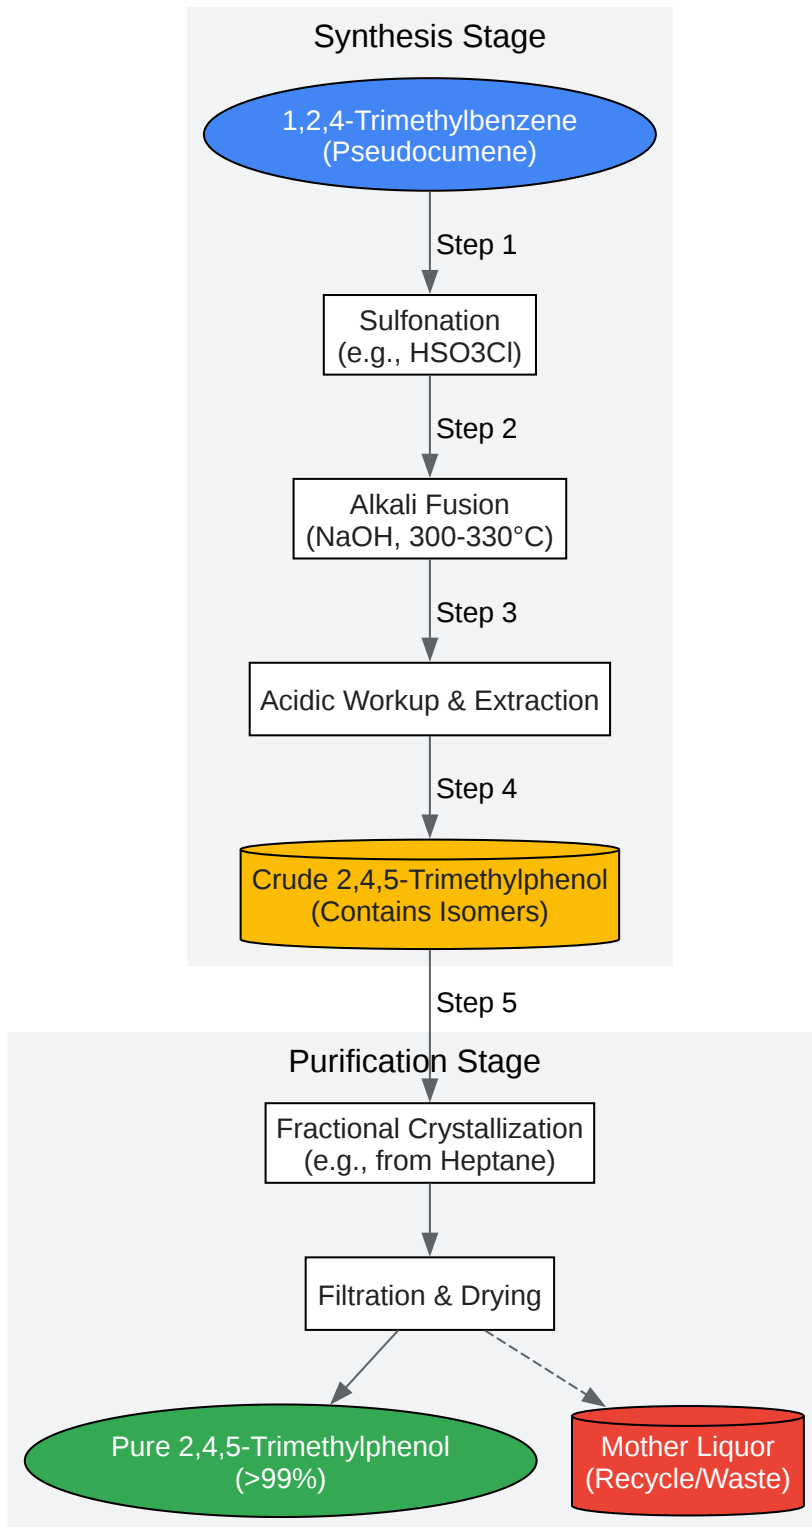 Synthesis Stage
1,2,4-Trimethylbenzene
(Pseudocumene)
Step 1
Sulfonation
(e.g., HSO3Cl)
Step 2
Alkali Fusion
(NaOH, 300-330°C)
Step 3
Acidic Workup & Extraction
Step 4
Crude 2,4,5-Trimethylphenol
(Contains Isomers)
Step 5
Purification Stage
Fractional Crystallization
(e.g., from Heptane)
Filtration & Drying
Pure 2,4,5-Trimethylphenol
(>99%)
Mother Liquor
(Recycle/Waste)